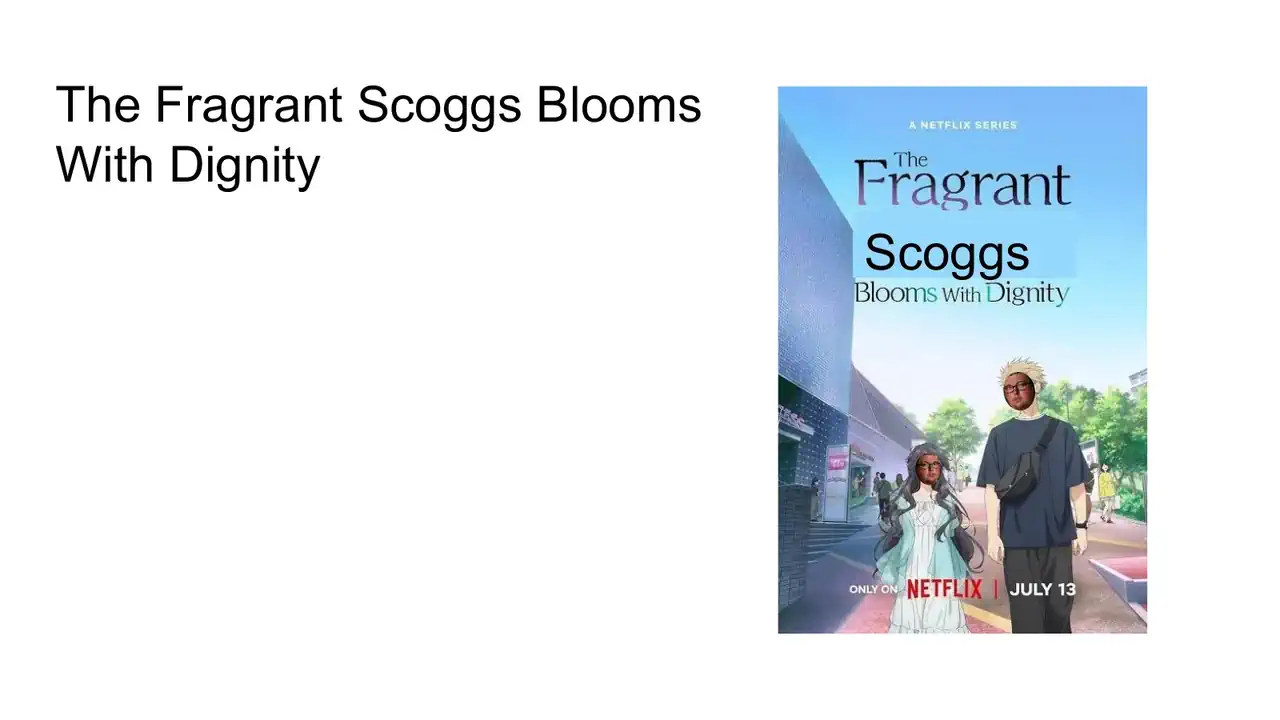 The Fragrant Scoggs Blooms
With Dignity
A NETFLIX SERIES
The
Fragrant
Scoggs
Blooms With Dignity
ONLY ON NETFLIX | JULY 13